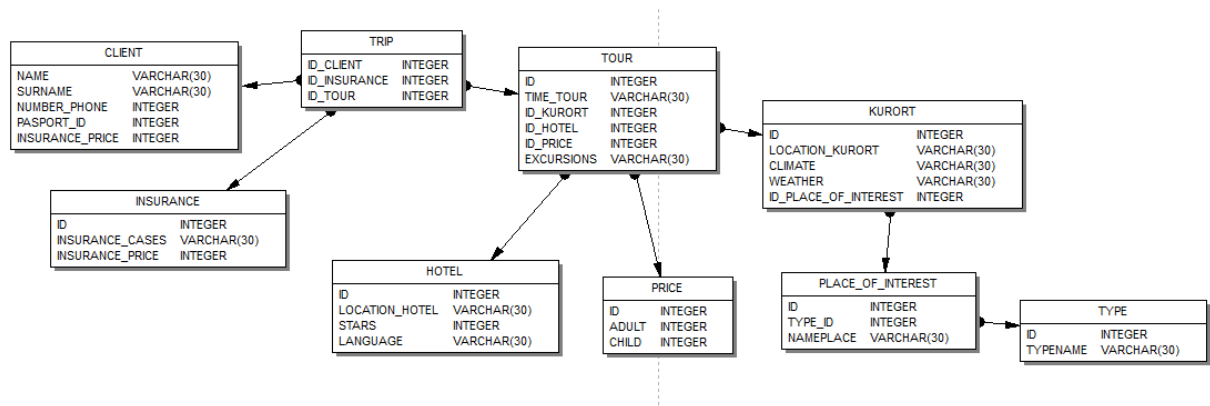 CLIENT
NAME VARCHAR(30)
SURNAME VARCHAR(30)
NUMBER_PHONE INTEGER
PASPORT_ID INTEGER
INSURANCE_PRICE INTEGER
TRIP
ID_CLIENT INTEGER
ID_INSURANCE INTEGER
ID_TOUR INTEGER
TOUR
ID INTEGER
TIME_TOUR VARCHAR(30)
ID_KURORT INTEGER
ID_HOTEL INTEGER
ID_PRICE INTEGER
EXCURSIONS VARCHAR(30)
KURORT
ID INTEGER
LOCATION_KURORT VARCHAR(30)
CLIMATE VARCHAR(30)
WEATHER VARCHAR(30)
ID_PLACE_OF_INTEREST INTEGER
INSURANCE
ID INTEGER
INSURANCE_CASES VARCHAR(30)
INSURANCE_PRICE INTEGER
HOTEL
ID INTEGER
LOCATION_HOTEL VARCHAR(30)
STARS INTEGER
LANGUAGE VARCHAR(30)
PRICE
ID INTEGER
ADULT INTEGER
CHILD INTEGER
PLACE_OF_INTEREST
ID INTEGER
TYPE_ID INTEGER
NAMEPLACE VARCHAR(30)
TYPE
ID INTEGER
TYPENAME VARCHAR(30)